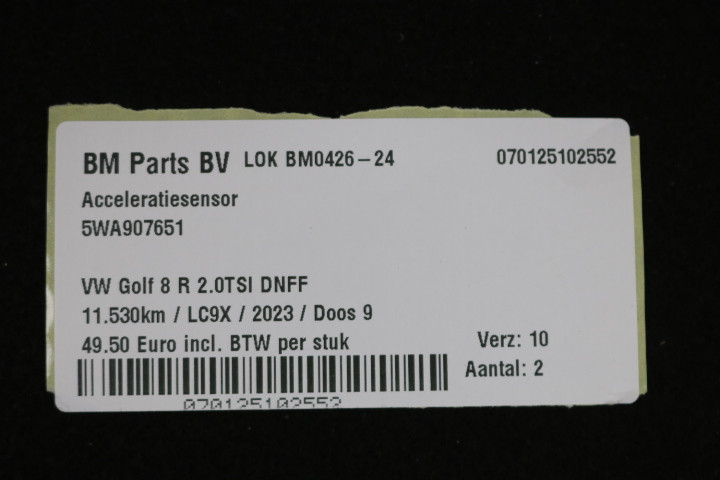 BM Parts BV LOK BM0426-24 070125102552
Acceleratiesensor
5WA907651
VW Golf 8 R 2.0TSI DNFF
11.530km / LC9X / 2023 / Doos 9
49.50 Euro incl. BTW per stuk Verz: 10
Aantal: 2
070125102552